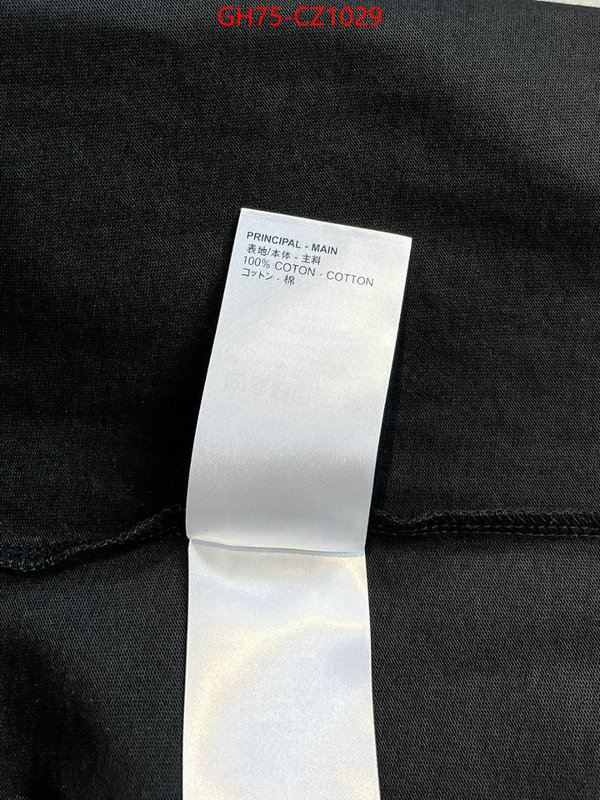 GH75-CZ1029
PRINCIPAL - MAIN
表地/本体 - 主料
100% COTON - COTTON
コットン - 棉